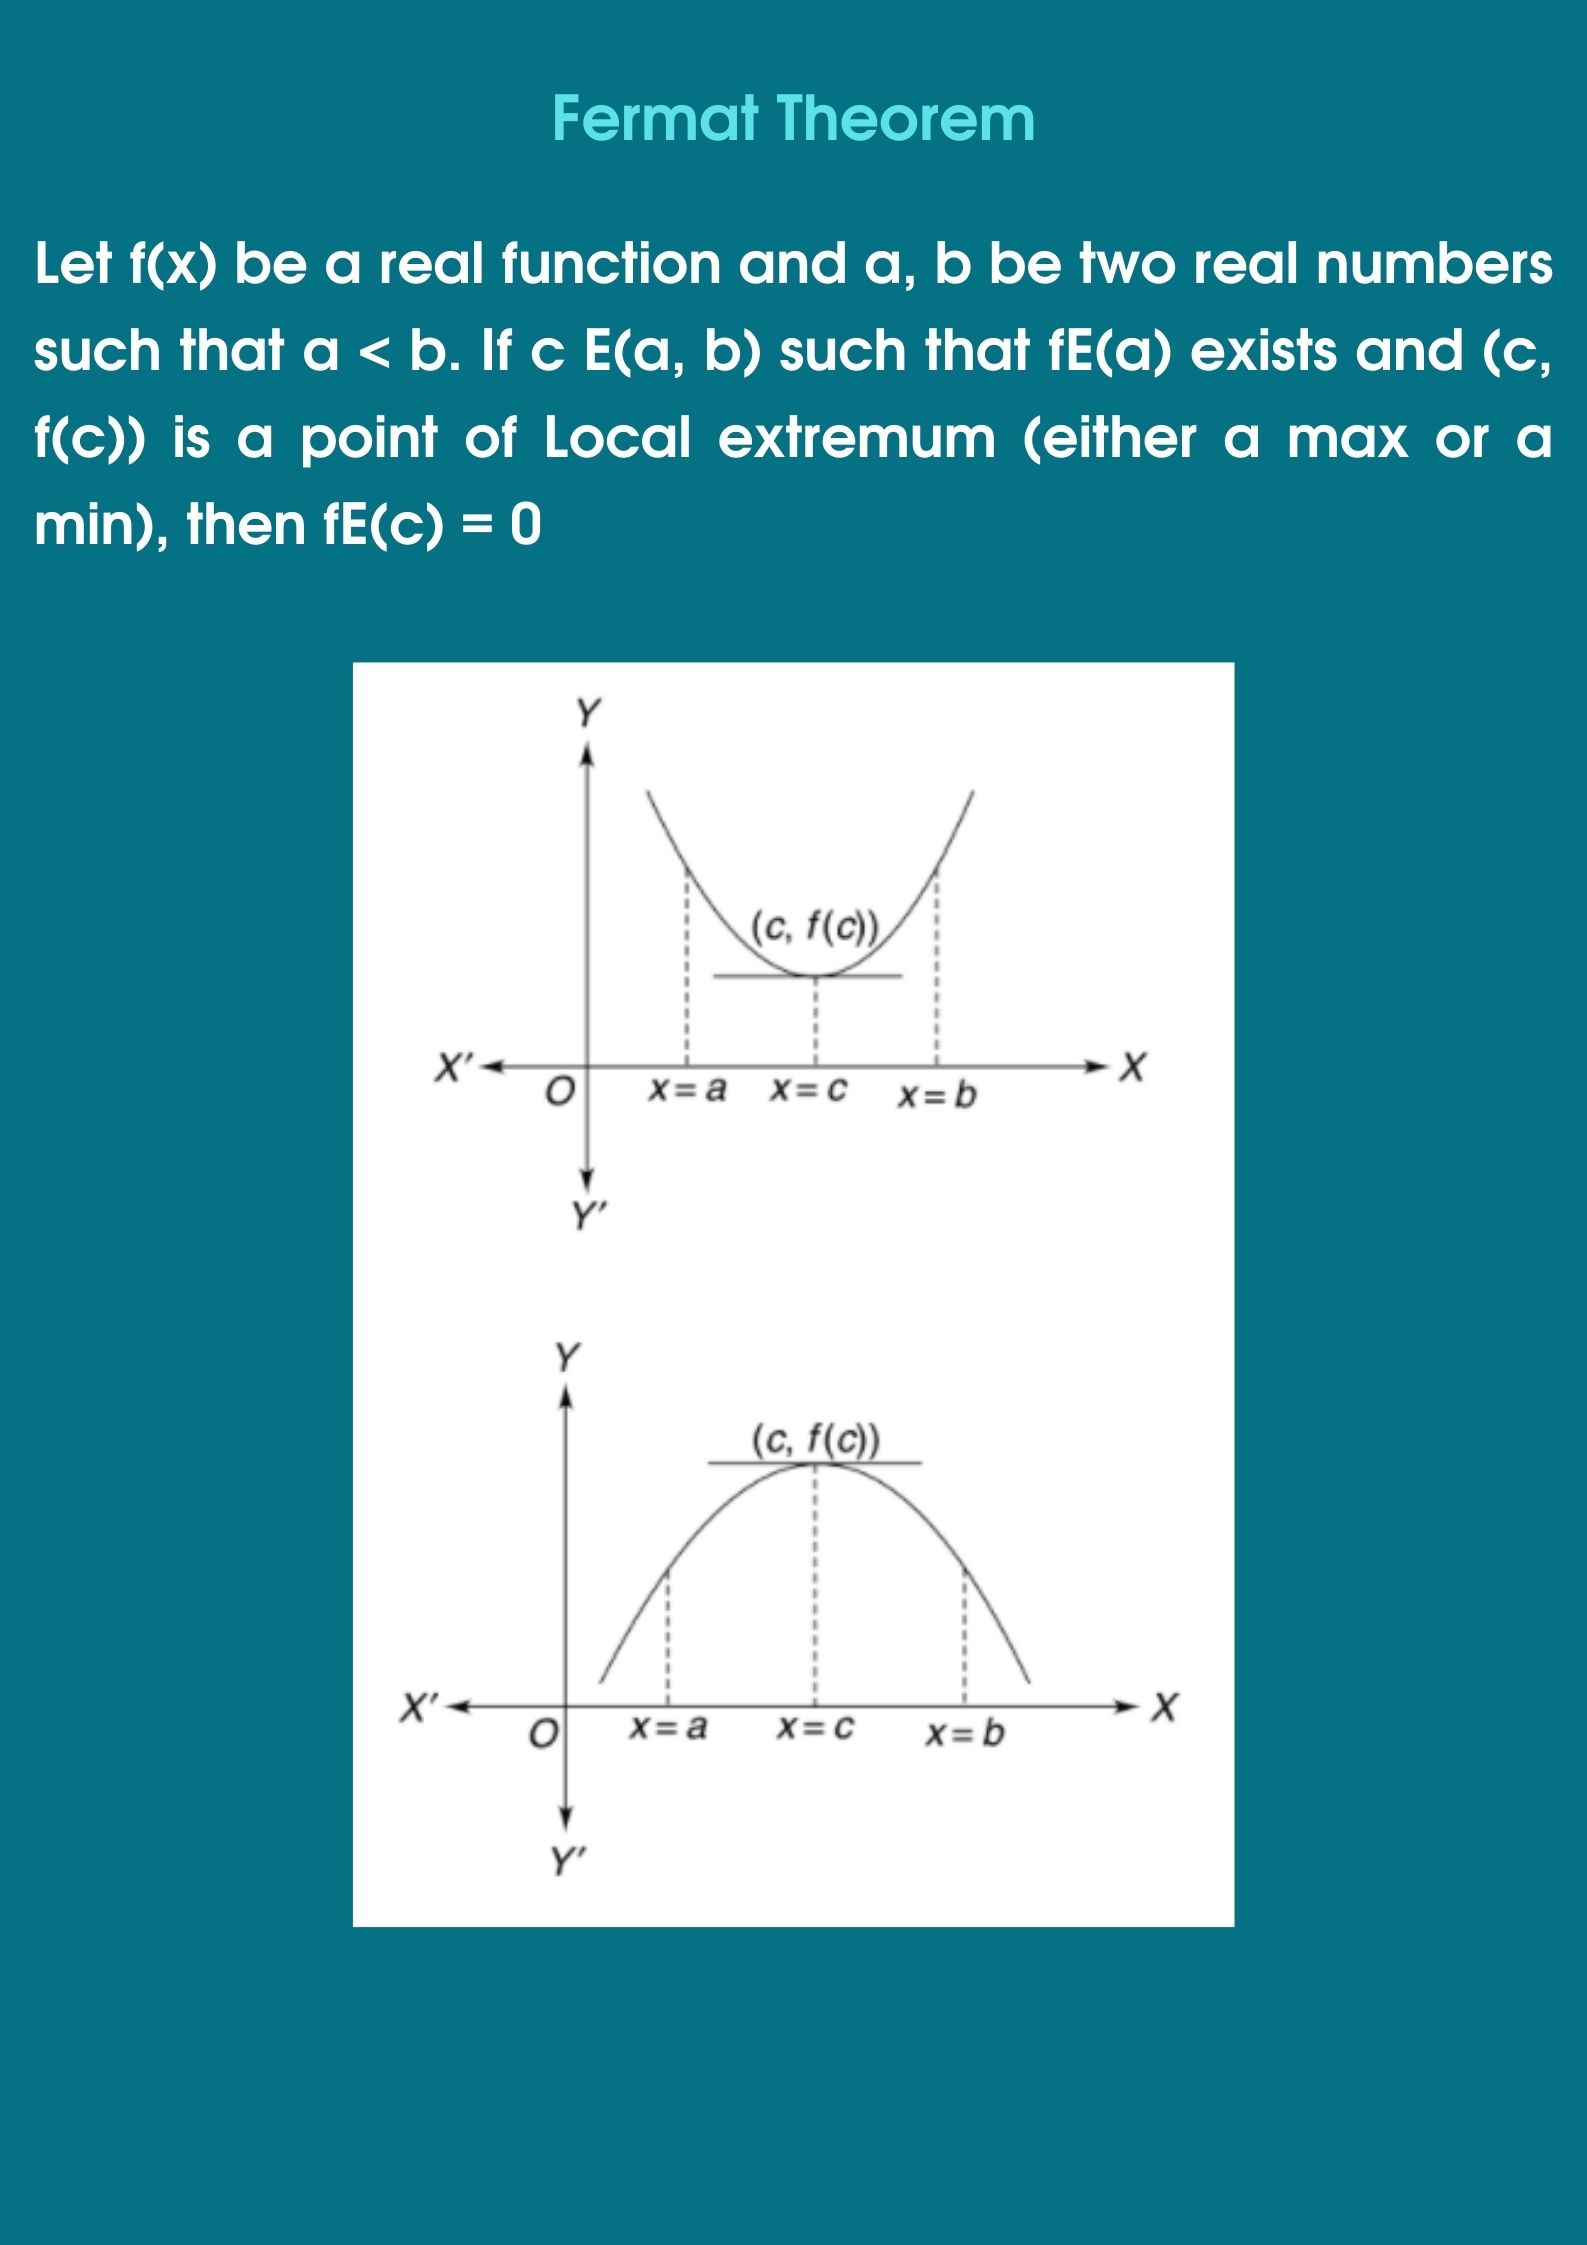 Fermat Theorem
Let f(x) be a real function and a, b be two real numbers
such that a < b. If c E(a, b) such that fE(a) exists and (c,
f(c)) is a point of Local extremum (either a max or a
min), then fE(c) = 0
Y
(c, f(c))
X′
X
O
x = a
x = c
x = b
Y′
Y
(c, f(c))
X′
X
O
x = a
x = c
x = b
Y′